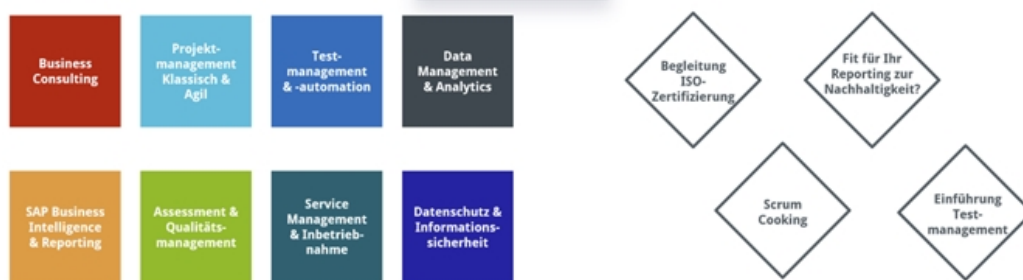 Business
Consulting
Projekt-
management
Klassisch &
Agil
Test-
management
& -automation
Data
Management
& Analytics
Begleitung
ISO-
Zertifizierung
Fit für Ihr
Reporting zur
Nachhaltigkeit?
SAP Business
Intelligence
& Reporting
Assessment &
Qualitäts-
management
Service
Management
& Inbetrieb-
nahme
Datenschutz &
Informations-
sicherheit
Scrum
Cooking
Einführung
Test-
management